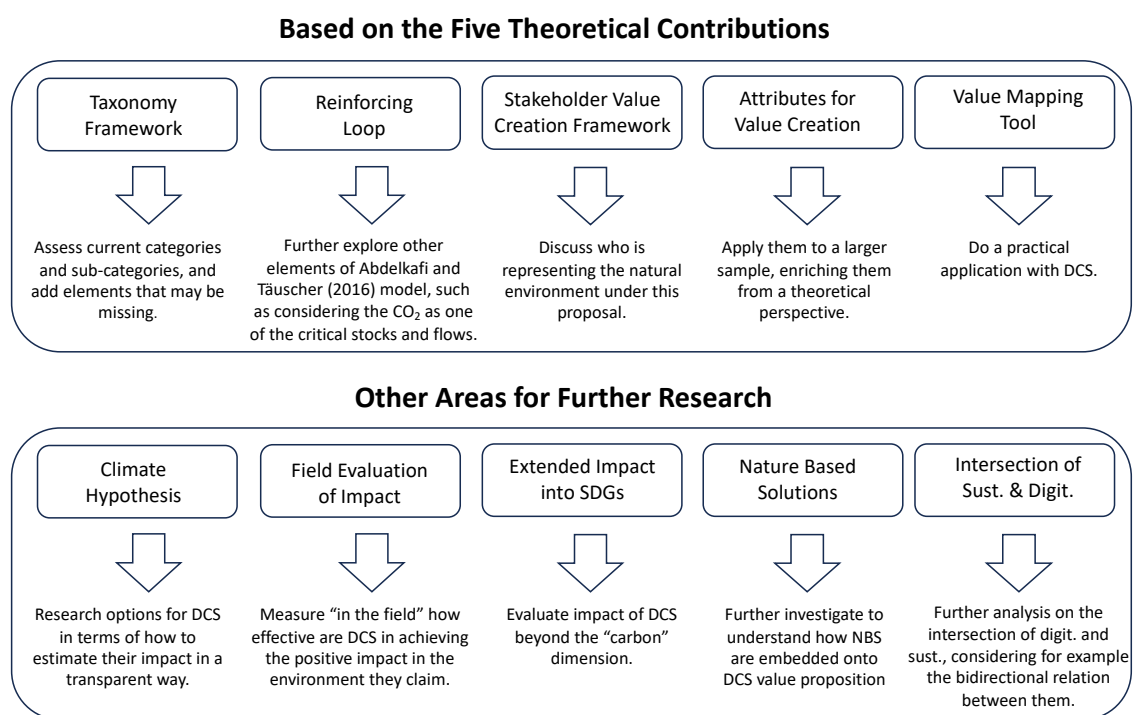 Based on the Five Theoretical Contributions
Taxonomy
Framework
Reinforcing
Loop
Stakeholder Value
Creation Framework
Attributes for
Value Creation
Value Mapping
Tool
Assess current categories
and sub-categories, and
add elements that may be
missing.
Further explore other
elements of Abdelkafi and
Täuscher (2016) model, such
as considering the CO₂ as one
of the critical stocks and flows.
Discuss who is
representing the natural
environment under this
proposal.
Apply them to a larger
sample, enriching them
from a theoretical
perspective.
Do a practical
application with DCS.
Other Areas for Further Research
Climate
Hypothesis
Field Evaluation
of Impact
Extended Impact
into SDGs
Nature Based
Solutions
Intersection of
Sust. & Digit.
Research options for DCS
in terms of how to
estimate their impact in a
transparent way.
Measure “in the field” how
effective are DCS in achieving
the positive impact in the
environment they claim.
Evaluate impact of DCS
beyond the “carbon”
dimension.
Further investigate to
understand how NBS
are embedded onto
DCS value proposition
Further analysis on the
intersection of digit. and
sust., considering for example
the bidirectional relation
between them.